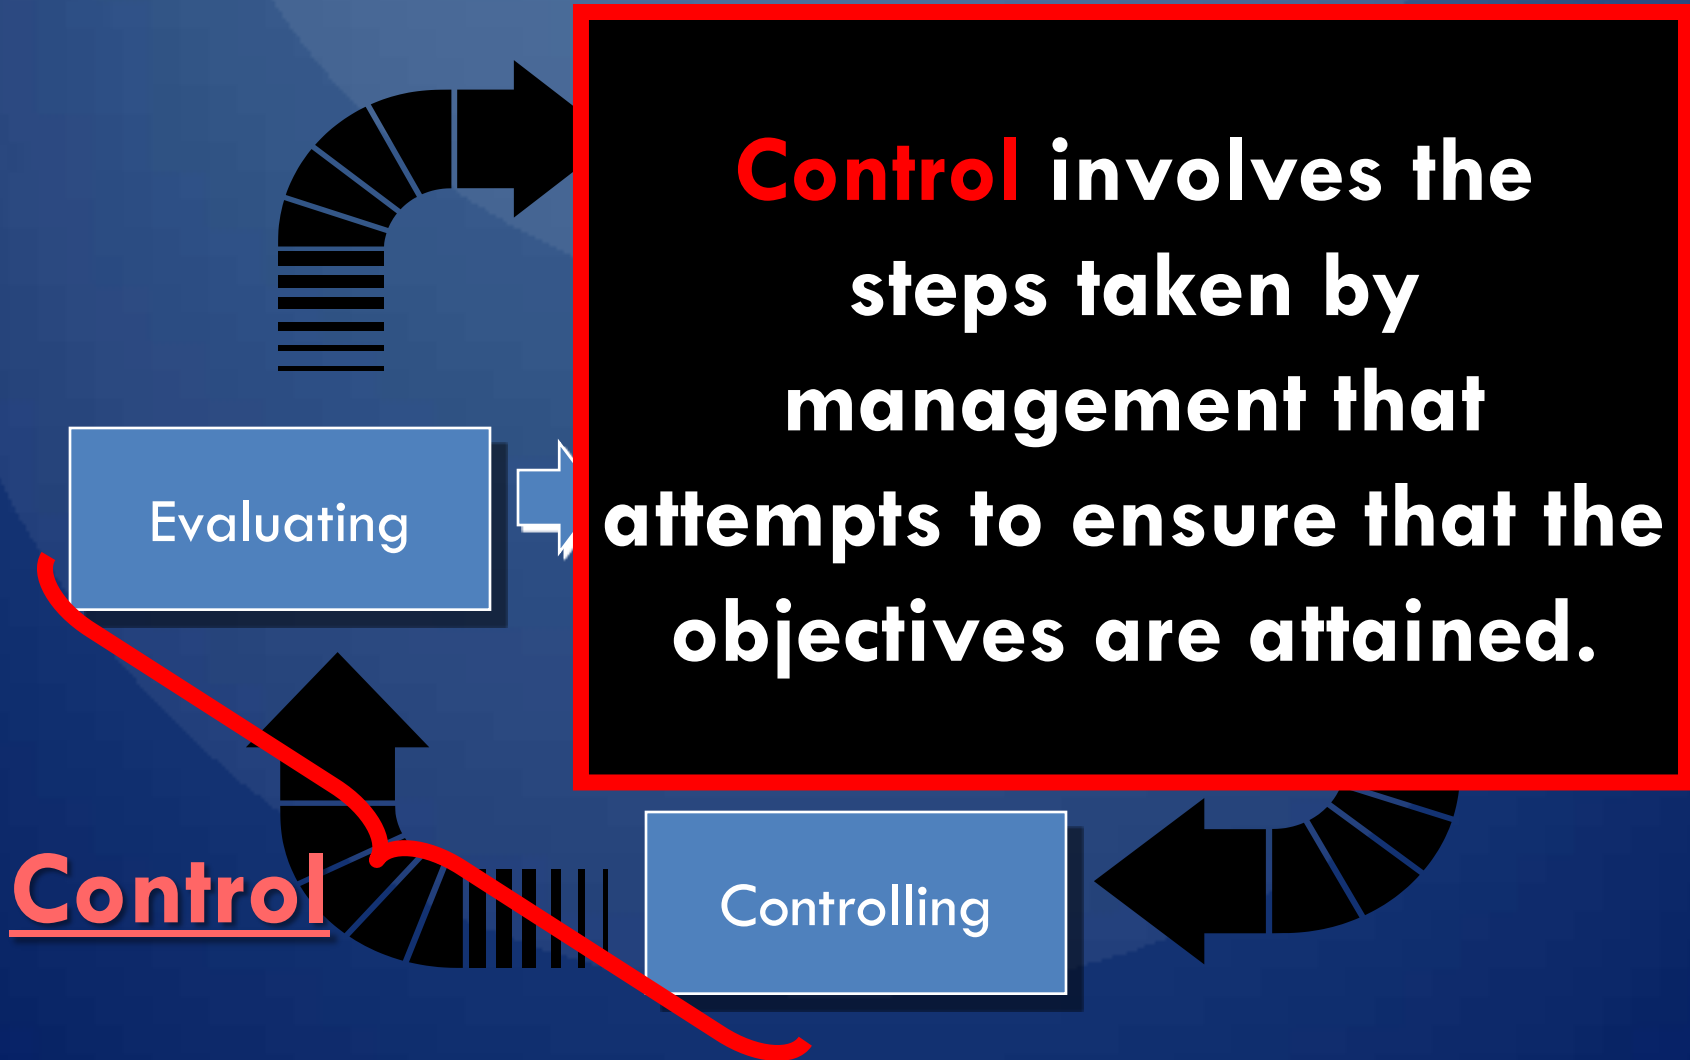 Control involves the
steps taken by
management that
attempts to ensure that the
objectives are attained.
Evaluating
Control
Controlling